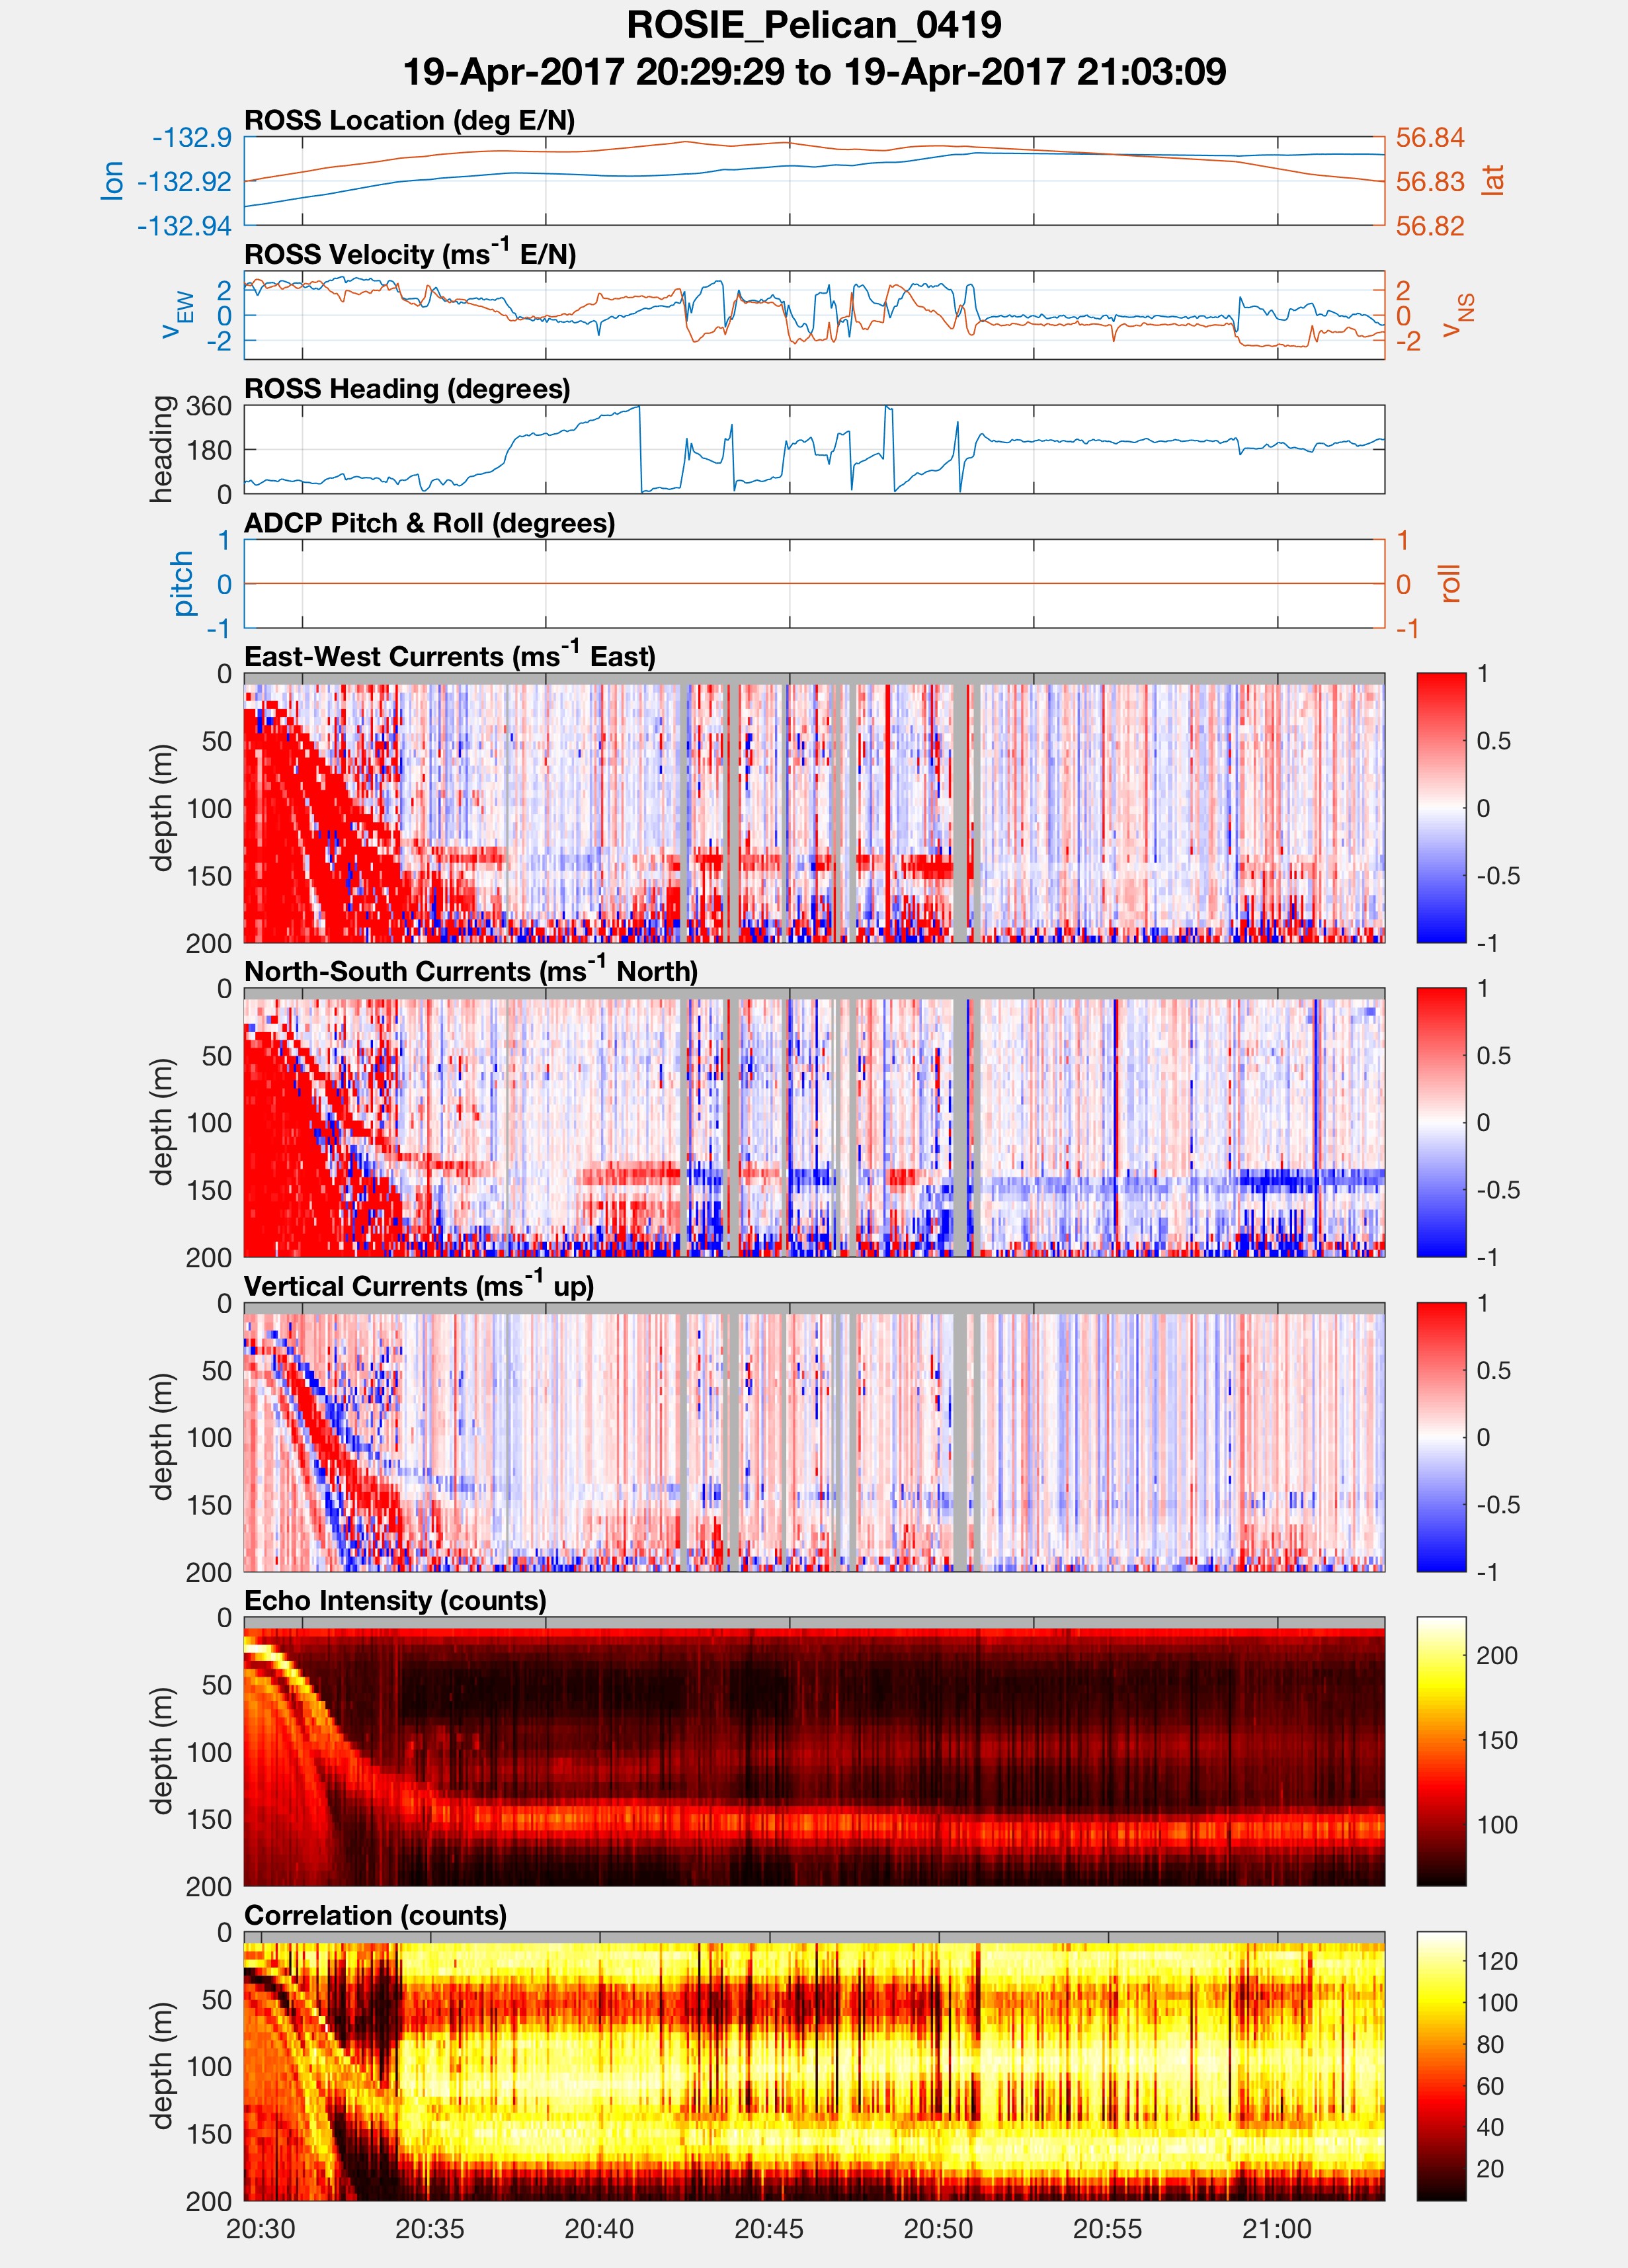 ROSIE_Pelican_0419
19-Apr-2017 20:29:29 to 19-Apr-2017 21:03:09
ROSS Location (deg E/N)
-132.9
-132.92
-132.94
lon
56.84
56.83
56.82
lat
ROSS Velocity (ms-1 E/N)
2
0
-2
vEW
2
0
-2
vNS
ROSS Heading (degrees)
360
180
0
heading
ADCP Pitch & Roll (degrees)
1
0
-1
pitch
1
0
-1
roll
East-West Currents (ms-1 East)
0
50
100
150
200
depth (m)
1
0.5
0
-0.5
-1
North-South Currents (ms-1 North)
0
50
100
150
200
depth (m)
1
0.5
0
-0.5
-1
Vertical Currents (ms-1 up)
0
50
100
150
200
depth (m)
1
0.5
0
-0.5
-1
Echo Intensity (counts)
0
50
100
150
200
depth (m)
200
150
100
Correlation (counts)
0
50
100
150
200
depth (m)
120
100
80
60
40
20
20:30 20:35 20:40 20:45 20:50 20:55 21:00